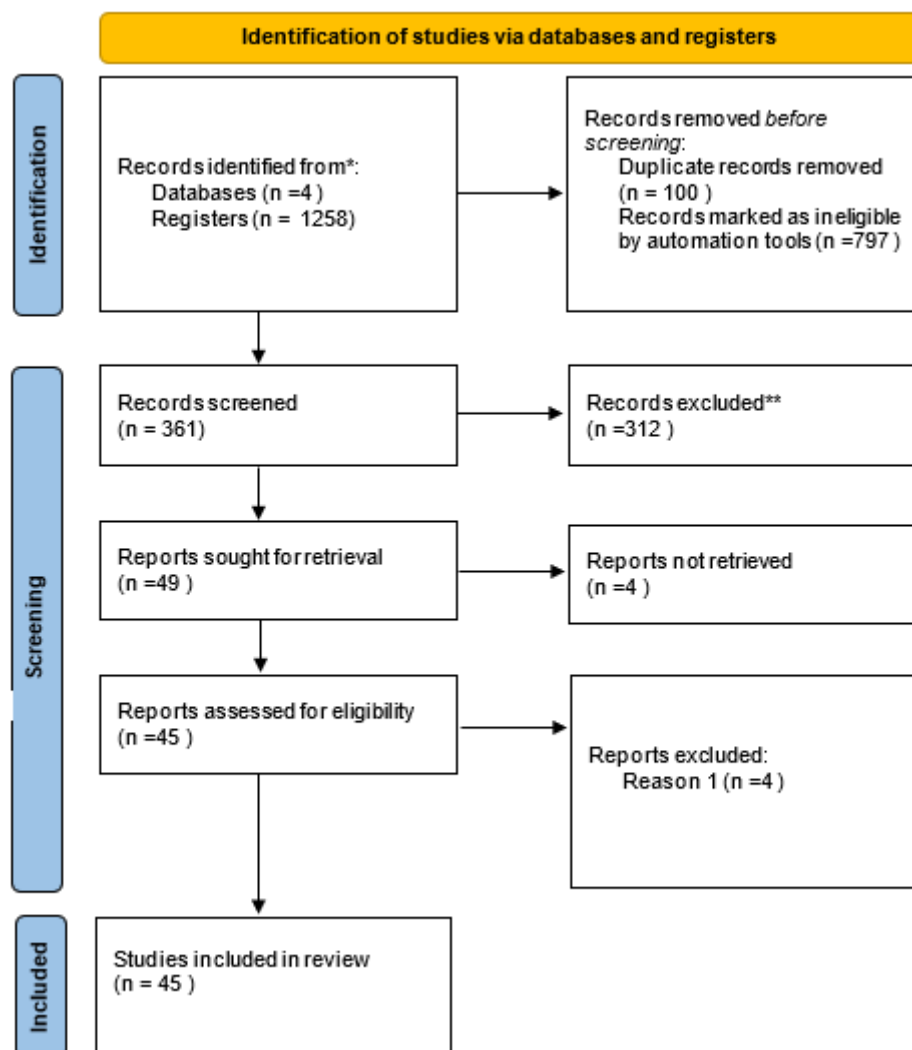 Identification of studies via databases and registers
Identification
Records identified from*:
Databases (n =4 )
Registers (n = 1258)
Records removed before
screening:
Duplicate records removed
(n = 100 )
Records marked as ineligible
by automation tools (n =797 )
Screening
Records screened
(n = 361)
Records excluded**
(n =312 )
Reports sought for retrieval
(n =49 )
Reports not retrieved
(n =4 )
Reports assessed for eligibility
(n =45 )
Reports excluded:
Reason 1 (n =4 )
Included
Studies included in review
(n = 45 )